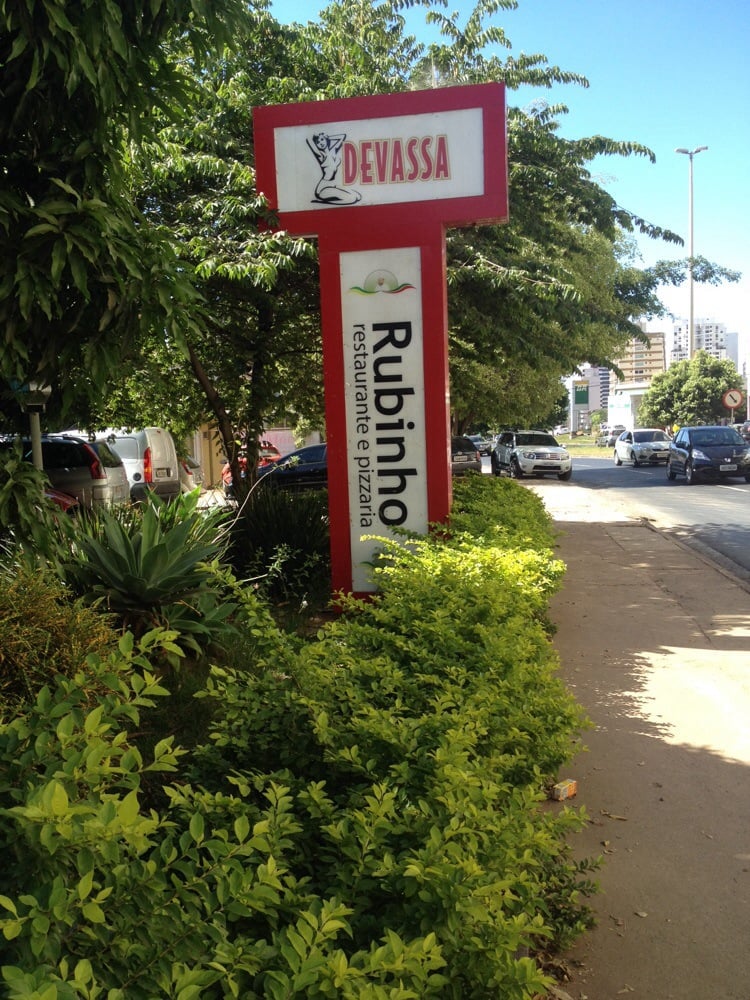 DEVASSA
Rubinho
restaurante e pizzaria